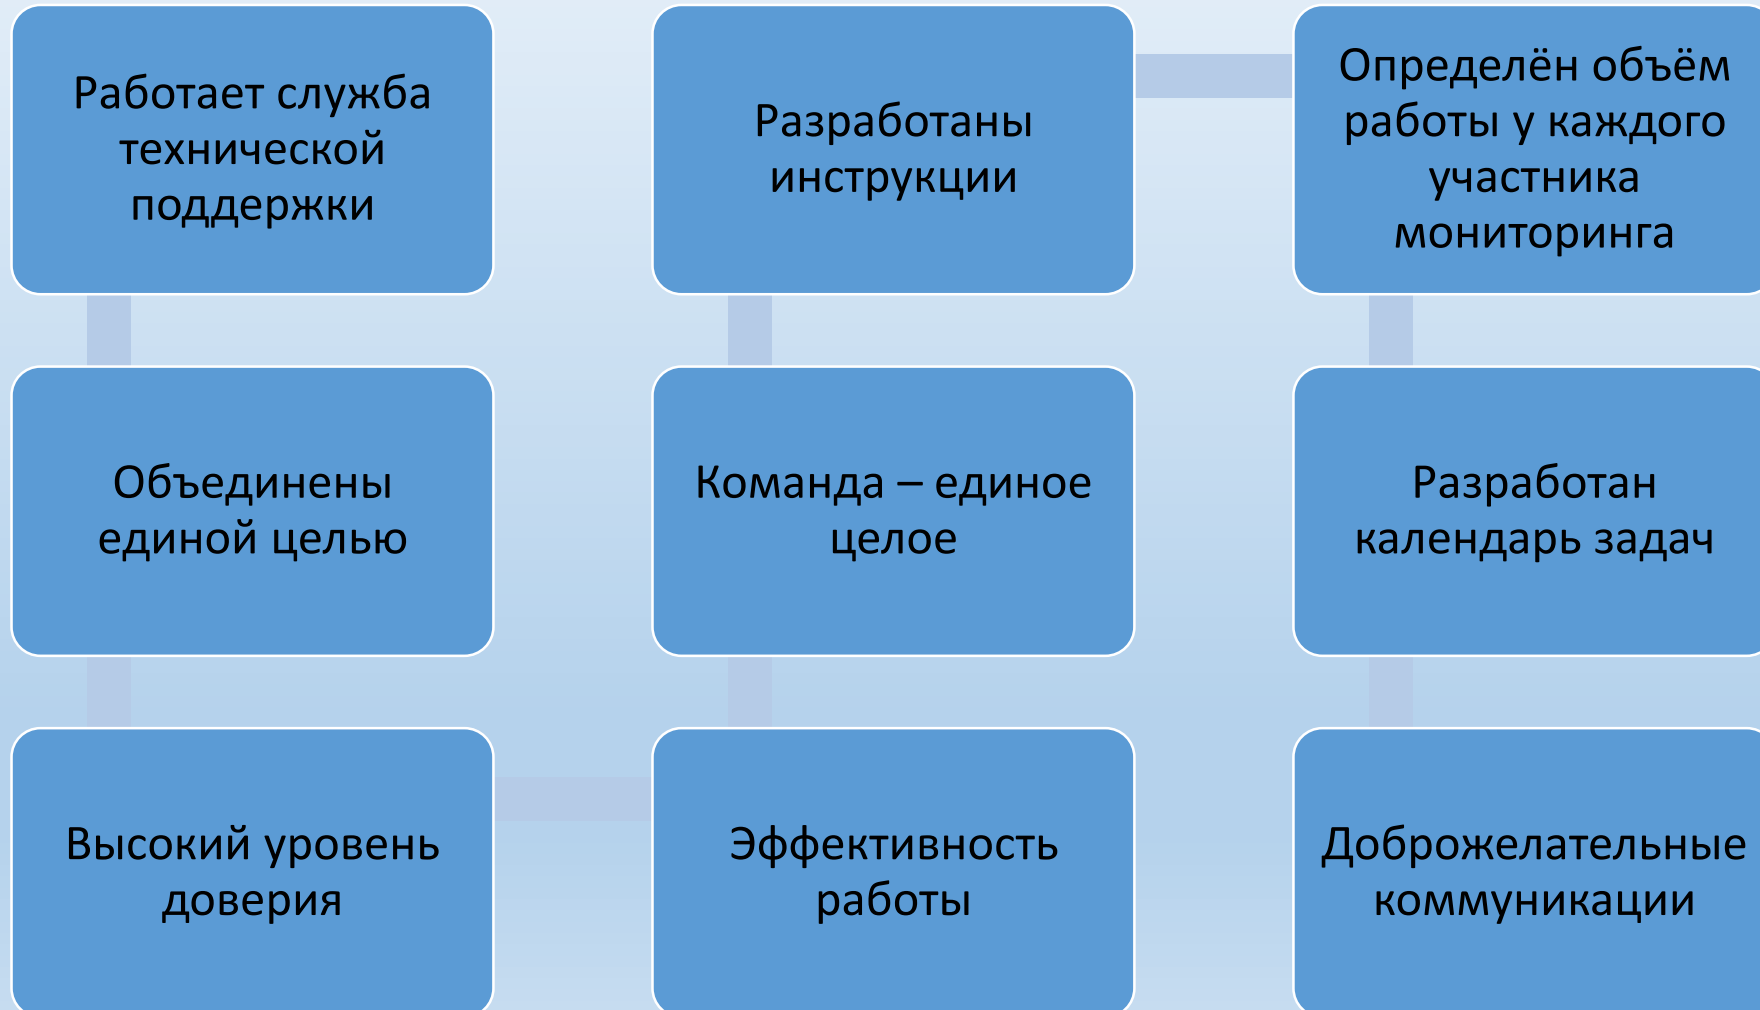 Работает служба
технической
поддержки
Разработаны
инструкции
Определён объём
работы у каждого
участника
мониторинга
Объединены
единой целью
Команда – единое
целое
Разработан
календарь задач
Высокий уровень
доверия
Эффективность
работы
Доброжелательные
коммуникации